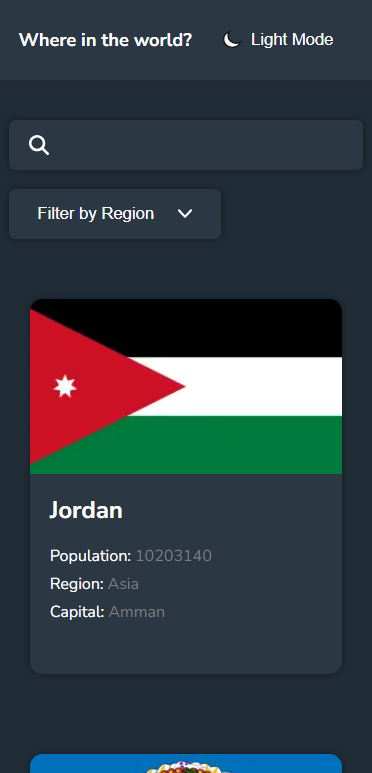 Where in the world?
Light Mode
Filter by Region
Jordan
Population: 10203140
Region: Asia
Capital: Amman